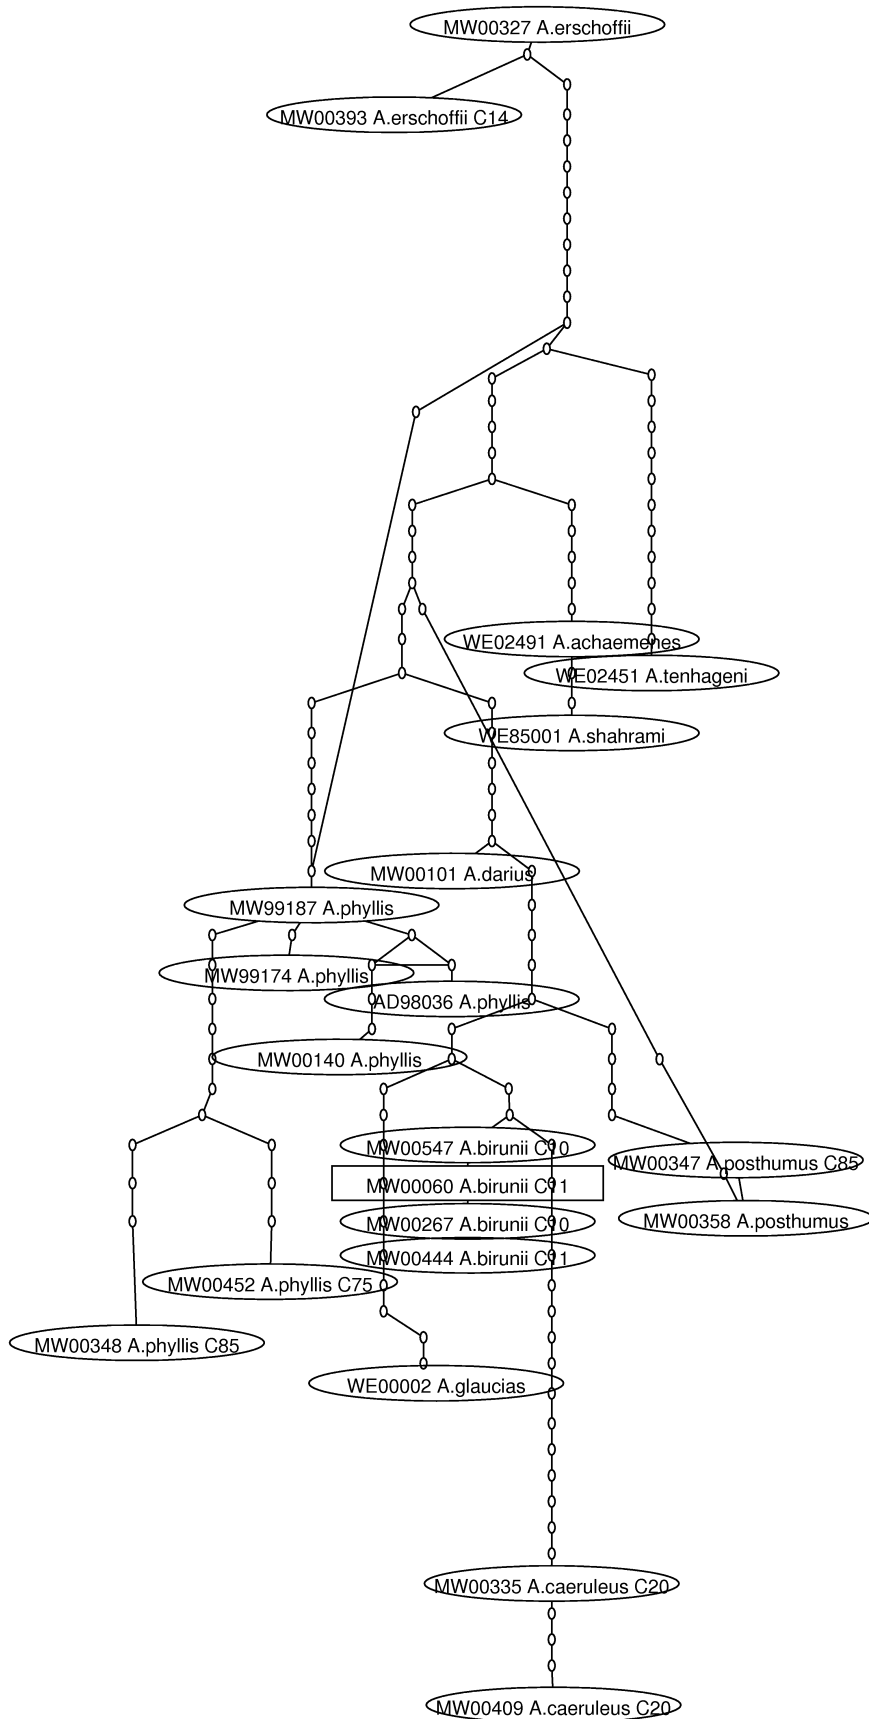 MW00327 A.erschoffii
MW00393 A.erschoffii C14
WE02491 A.achaemenes
WE02451 A.tenhageni
WE85001 A.shahrami
MW00101 A.darius
MW99187 A.phyllis
MW99174 A.phyllis
AD98036 A.phyllis
MW00140 A.phyllis
MW00547 A.birunii C10
MW00347 A.posthumus C85
MW00060 A.birunii C11
MW00267 A.birunii C10
MW00358 A.posthumus
MW00444 A.birunii C11
MW00452 A.phyllis C75
MW00348 A.phyllis C85
WE00002 A.glaucias
MW00335 A.caeruleus C20
MW00409 A.caeruleus C20